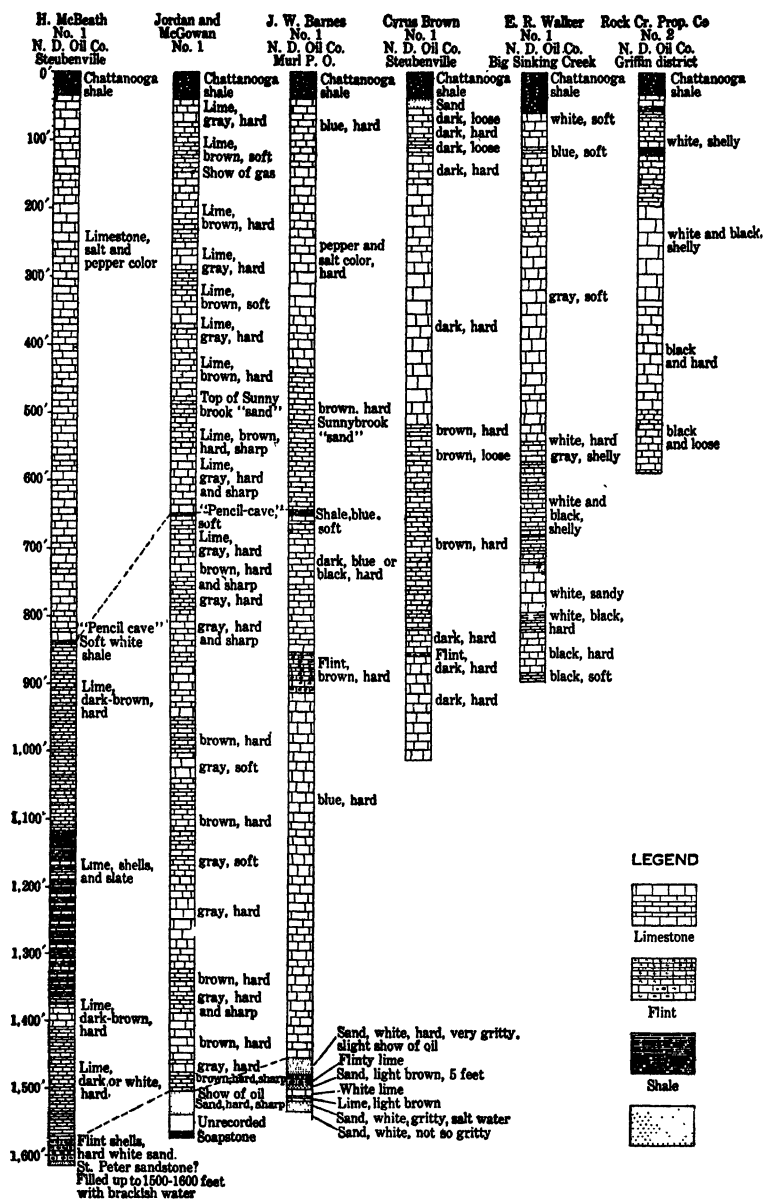 H. McBeath
No. 1
N. D. Oil Co.
Steubenville
Jordan and
McGowan
No. 1
J. W. Barnes
No. 1
N. D. Oil Co.
Murl P. O.
Cyrus Brown
No. 1
N. D. Oil Co.
Steubenville
E. R. Walker
No. 1
N. D. Oil Co.
Big Sinking Creek
Rock Cr. Prop. Co
No. 2
N. D. Oil Co.
Griffin district
0'
100'
200'
300'
400'
500'
600'
700'
800'
900'
1,000'
1,100'
1,200'
1,300'
1,400'
1,500'
1,600'
Chattanooga
shale
Limestone,
salt and
pepper color
"Pencil cave"
Soft white
shale
Lime,
dark-brown,
hard
Lime, shells,
and slate
Lime,
dark-brown,
hard
Lime,
dark or white,
hard
Flint shells,
hard white sand.
St. Peter sandstone?
Filled up to 1500-1600 feet
with brackish water
Chattanooga
shale
Lime,
gray, hard
Lime,
brown, soft
Show of gas
Lime,
brown, hard
Lime,
gray, hard
Lime,
brown, soft
Lime,
gray, hard
Lime,
brown, hard
Top of Sunny
brook "sand"
Lime, brown,
hard, sharp
Lime,
gray, hard
and sharp
"Pencil-cave,"
soft
Lime,
gray, hard
brown, hard
and sharp
gray, hard
gray, hard
and sharp
brown, hard
gray, soft
brown, hard
gray, soft
gray, hard
brown, hard
gray, hard
and sharp
brown, hard
gray, hard
brown, hard, sharp
Show of oil
Sand, hard, sharp
Unrecorded
Soapstone
Chattanooga
shale
blue, hard
pepper and
salt color,
hard
brown. hard
Sunnybrook
"sand"
Shale, blue.
soft
dark, blue or
black, hard
Flint,
brown, hard
blue, hard
Sand, white, hard, very gritty.
slight show of oil
Flinty lime
Sand, light brown, 5 feet
White lime
Lime, light brown
Sand, white, gritty, salt water
Sand, white, not so gritty
Chattanooga
shale
Sand
dark, loose
dark, hard
dark, loose
dark, hard
dark, hard
brown, hard
brown, loose
brown, hard
dark, hard
Flint,
dark, hard
dark, hard
Chattanooga
shale
white, soft
blue, soft
gray, soft
white, hard
gray, shelly
white and
black,
shelly
white, sandy
white, black,
hard
black, hard
black, soft
Chattanooga
shale
white, shelly
white and black,
shelly
black
and hard
black
and loose
LEGEND
Limestone
Flint
Shale